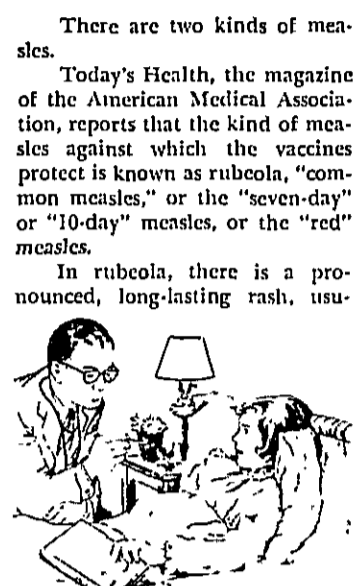 There are two kinds of mea-
sles.
Today's Health, the magazine
of the American Medical Associa-
tion, reports that the kind of mea-
sles against which the vaccines
protect is known as rubeola, "com-
mon measles," or the "seven-day"
or "10-day" measles, or the "red"
measles.
In rubeola, there is a pro-
nounced, long-lasting rash, usu-